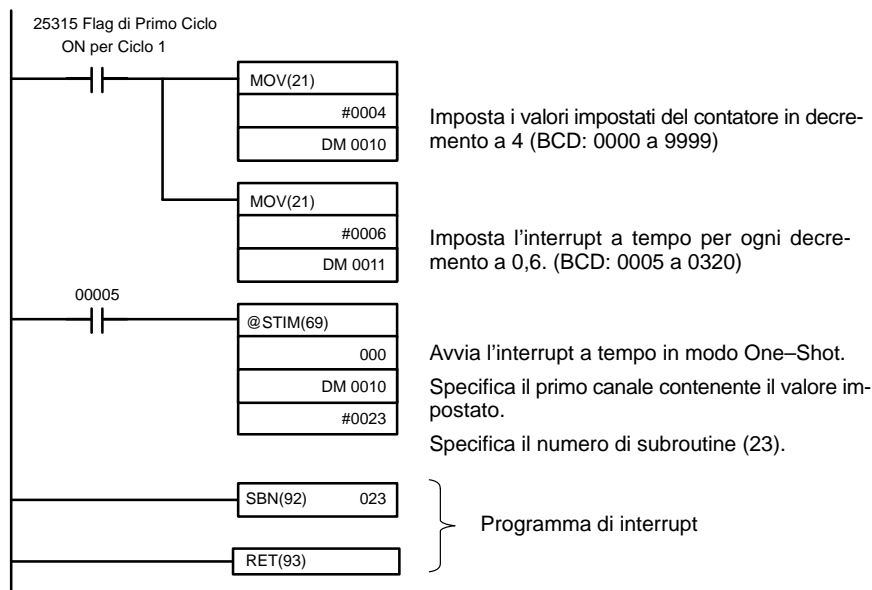 25315 Flag di Primo Ciclo
ON per Ciclo 1
MOV(21)
#0004
DM 0010
Imposta i valori impostati del contatore in decre-
mento a 4 (BCD: 0000 a 9999)
MOV(21)
#0006
DM 0011
Imposta l'interrupt a tempo per ogni decre-
mento a 0,6. (BCD: 0005 a 0320)
00005
@STIM(69)
000
DM 0010
#0023
Avvia l'interrupt a tempo in modo One–Shot.
Specifica il primo canale contenente il valore im-
postato.
Specifica il numero di subroutine (23).
SBN(92) 023
Programma di interrupt
RET(93)